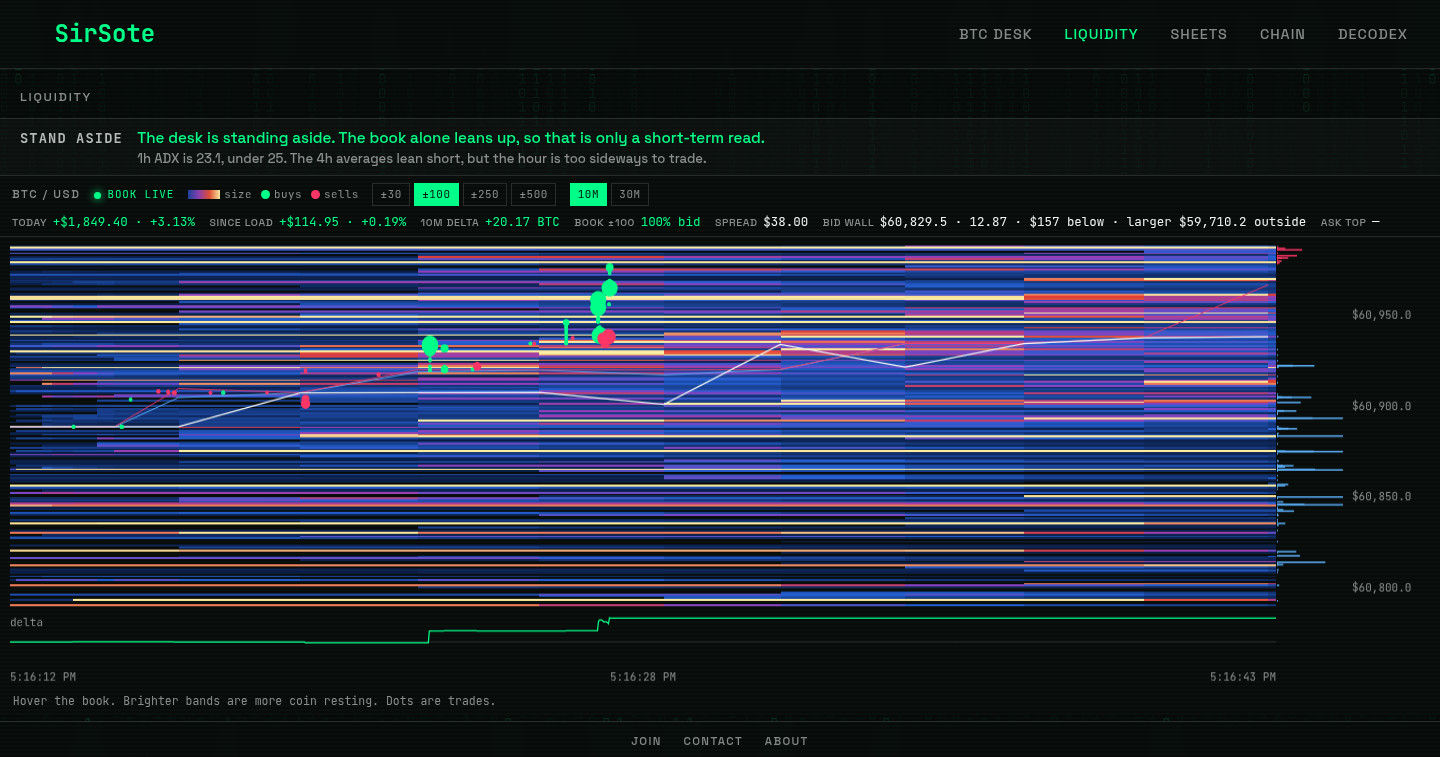 SirSote
BTC DESK LIQUIDITY SHEETS CHAIN DECODEX
LIQUIDITY
STAND ASIDE The desk is standing aside. The book alone leans up, so that is only a short-term read.
1h ADX is 23.1, under 25. The 4h averages lean short, but the hour is too sideways to trade.
BTC / USD BOOK LIVE size buys sells ±30 ±100 ±250 ±500 10M 30M
TODAY +$1,849.40 · +3.13% SINCE LOAD +$114.95 · +0.19% 10M DELTA +20.17 BTC BOOK ±100 100% bid SPREAD $38.00 BID WALL $60,829.5 · 12.87 · $157 below · larger $59,710.2 outside ASK TOP —
$60,950.0
$60,900.0
$60,850.0
$60,800.0
delta
5:16:12 PM 5:16:28 PM 5:16:43 PM
Hover the book. Brighter bands are more coin resting. Dots are trades.
JOIN CONTACT ABOUT